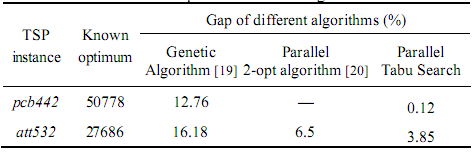 Gap of different algorithms (%)
TSP instance Known optimum Genetic Algorithm [19] Parallel 2-opt algorithm [20] Parallel Tabu Search
pcb442 50778 12.76 — 0.12
att532 27686 16.18 6.5 3.85